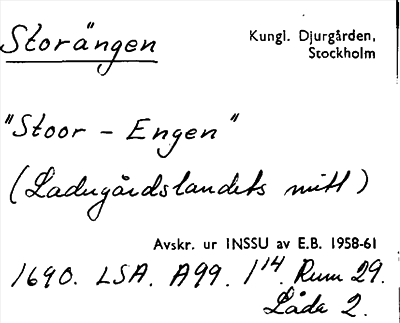 Storängen
Kungl. Djurgården,
Stockholm
"Stoor - Engen"
(Ladugårdslandets mitt)
Avskr. ur INSSU av E.B. 1958-61
1690. LSA. A99. 1¹⁴. Rum 29.
Låda 2.